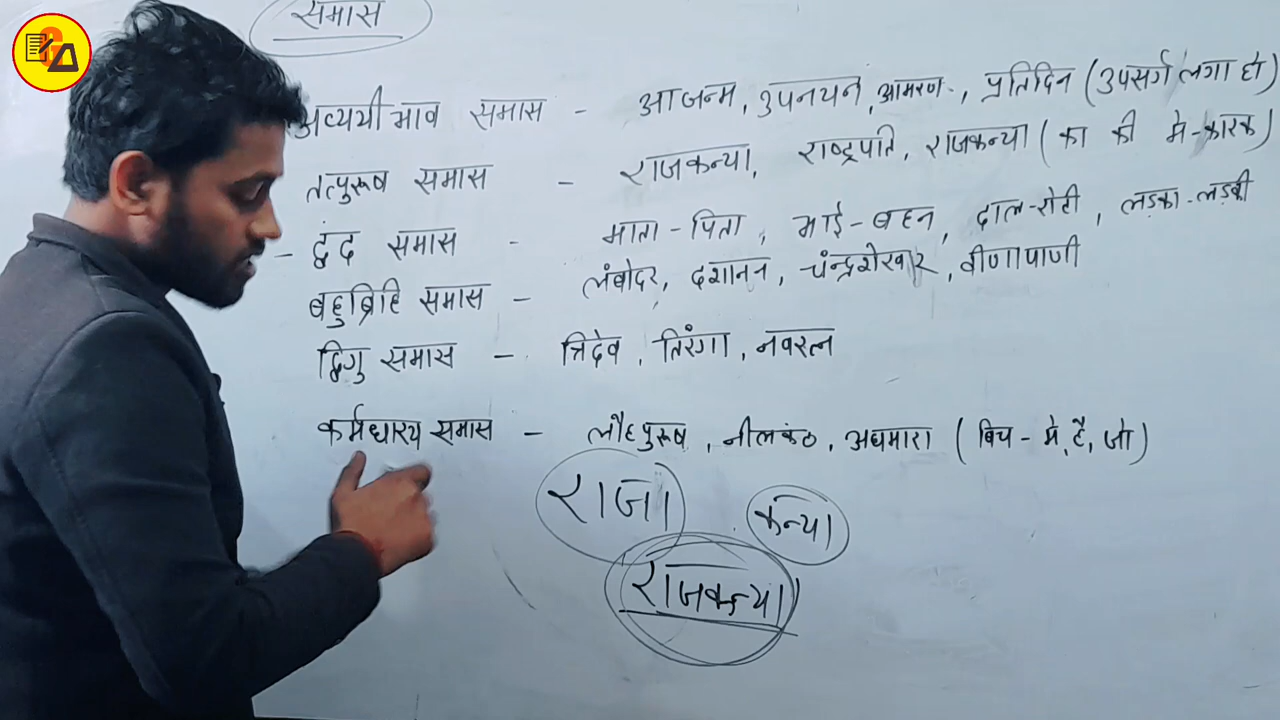 समास
अव्ययीभाव समास - आजन्म, उपनयन, आमरण, प्रतिदिन (उपसर्ग लगा हो)
तत्पुरूष समास - राजकन्या, राष्ट्रपति, राजकन्या (का की मे-कारक)
- द्वंद समास - माता-पिता, भाई-बहन, दाल-रोटी, लड़का-लड़की
बहुब्रिहि समास - लंबोदर, दशानन, चंन्द्रशेखर, वीणापाणी
द्विगु समास - त्रिदेव, तिरंगा, नवरत्न
कर्मधारय समास - लौहपुरूष, नीलकंठ, अधमारा (बिच - मे, है, जो)
राजा कन्या
राजकन्या